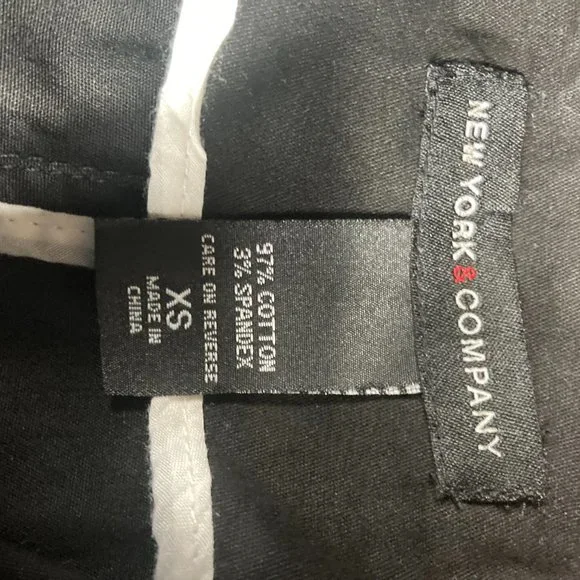 NEW YORK & COMPANY
97% COTTON
3% SPANDEX
CARE ON REVERSE
XS
MADE IN
CHINA